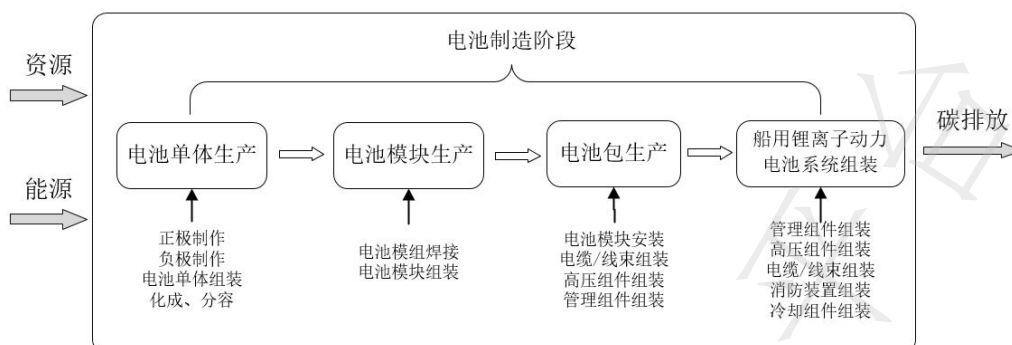 电池制造阶段
资源
能源
电池单体生产
电池模块生产
电池包生产
船用锂离子动力
电池系统组装
碳排放
正极制作
负极制作
电池单体组装
化成、分容
电池模组焊接
电池模块组装
电池模块安装
电缆/线束组装
高压组件组装
管理组件组装
管理组件组装
高压组件组装
电缆/线束组装
消防装置组装
冷却组件组装